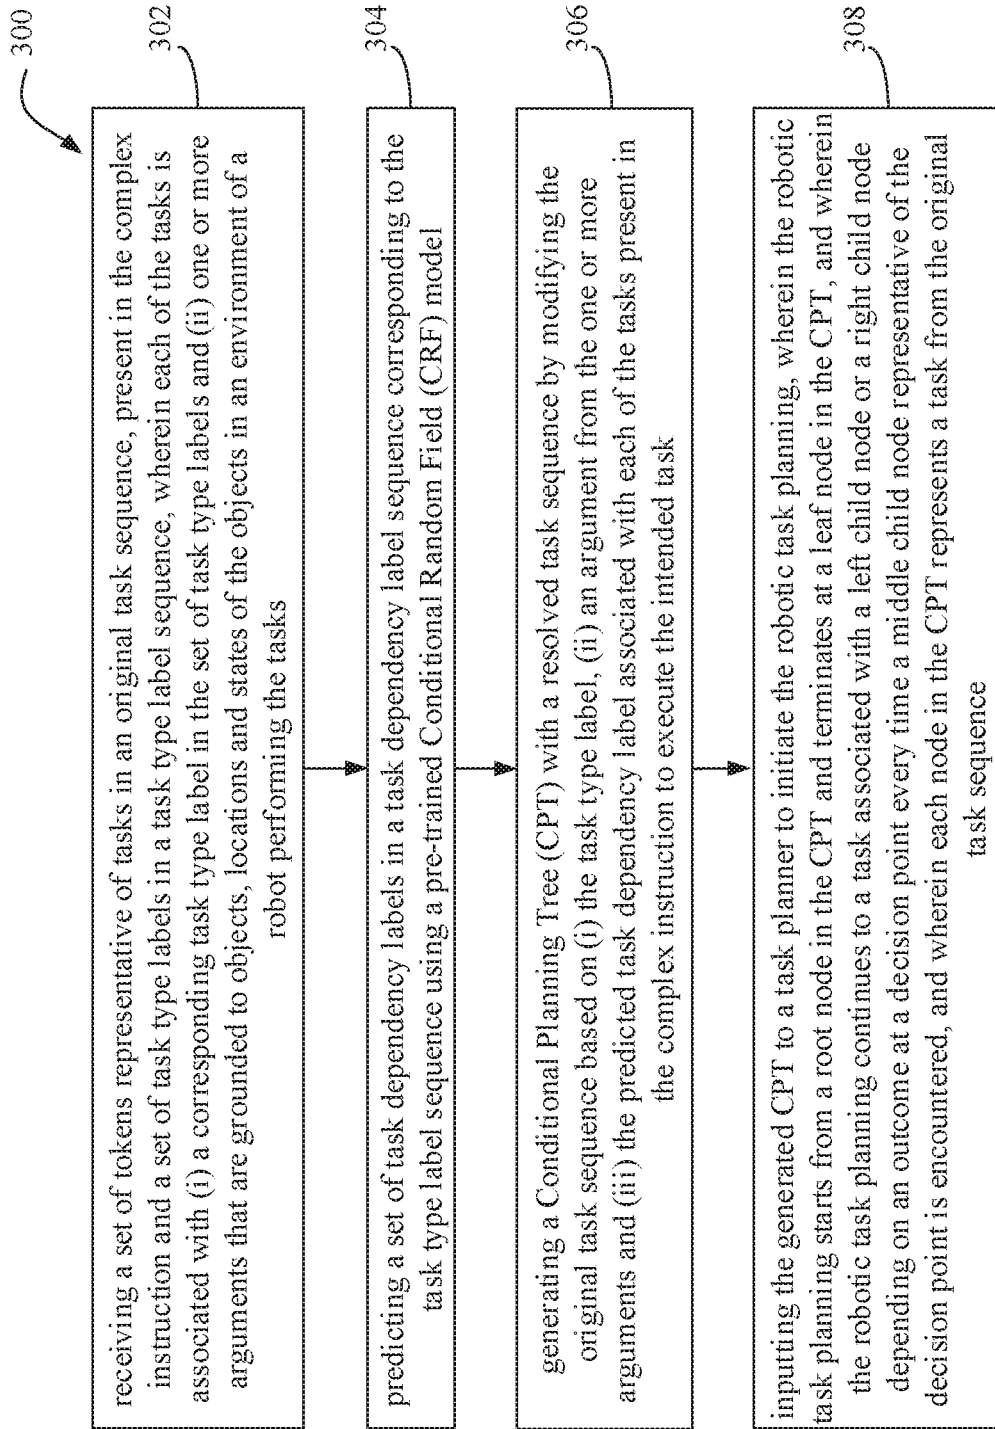 300
302
receiving a set of tokens representative of tasks in an original task sequence, present in the complex
instruction and a set of task type labels in a task type label sequence, wherein each of the tasks is
associated with (i) a corresponding task type label in the set of task type labels and (ii) one or more
arguments that are grounded to objects, locations and states of the objects in an environment of a
robot performing the tasks
304
predicting a set of task dependency labels in a task dependency label sequence corresponding to the
task type label sequence using a pre-trained Conditional Random Field (CRF) model
306
generating a Conditional Planning Tree (CPT) with a resolved task sequence by modifying the
original task sequence based on (i) the task type label, (ii) an argument from the one or more
arguments and (iii) the predicted task dependency label associated with each of the tasks present in
the complex instruction to execute the intended task
308
inputting the generated CPT to a task planner to initiate the robotic task planning, wherein the robotic
task planning starts from a root node in the CPT and terminates at a leaf node in the CPT, and wherein
the robotic task planning continues to a task associated with a left child node or a right child node
depending on an outcome at a decision point every time a middle child node representative of the
decision point is encountered, and wherein each node in the CPT represents a task from the original
task sequence